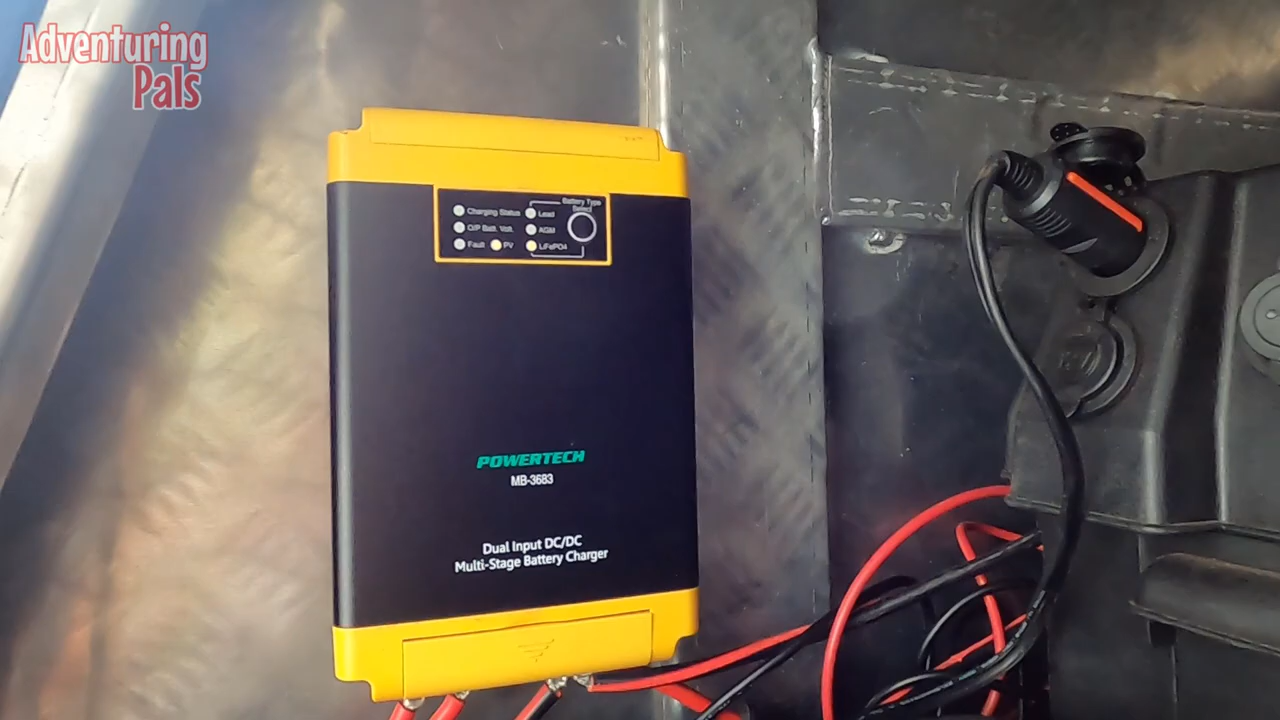 Adventuring
Pals
Battery Type
Select
Charging Status
Lead
O/P Batt. Volt.
AGM
Fault
PV
LiFePO4
POWERTECH
MB-3683
Dual Input DC/DC
Multi-Stage Battery Charger